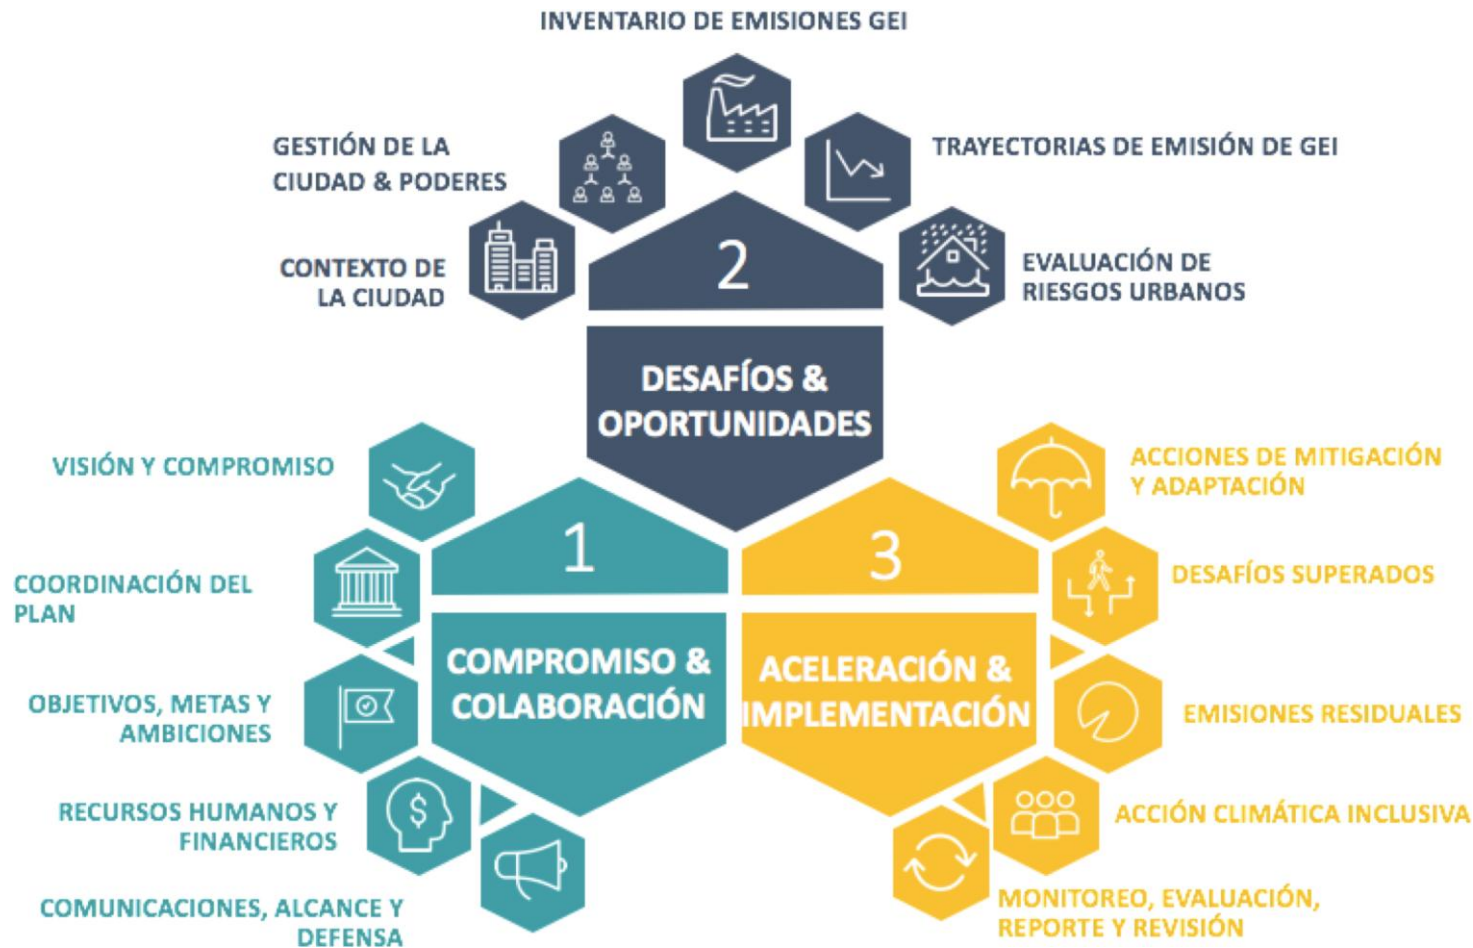 INVENTARIO DE EMISIONES GEI
GESTIÓN DE LA
CIUDAD & PODERES
TRAYECTORIAS DE EMISIÓN DE GEI
CONTEXTO DE
LA CIUDAD
2
EVALUACIÓN DE
RIESGOS URBANOS
DESAFÍOS &
OPORTUNIDADES
VISIÓN Y COMPROMISO
COORDINACIÓN DEL
PLAN
1
COMPROMISO &
COLABORACIÓN
OBJETIVOS, METAS Y
AMBICIONES
$
RECURSOS HUMANOS Y
FINANCIEROS
COMUNICACIONES, ALCANCE Y
DEFENSA
3
ACELERACIÓN &
IMPLEMENTACIÓN
ACCIONES DE MITIGACIÓN
Y ADAPTACIÓN
DESAFÍOS SUPERADOS
EMISIONES RESIDUALES
ACCIÓN CLIMÁTICA INCLUSIVA
MONITOREO, EVALUACIÓN,
REPORTE Y REVISIÓN